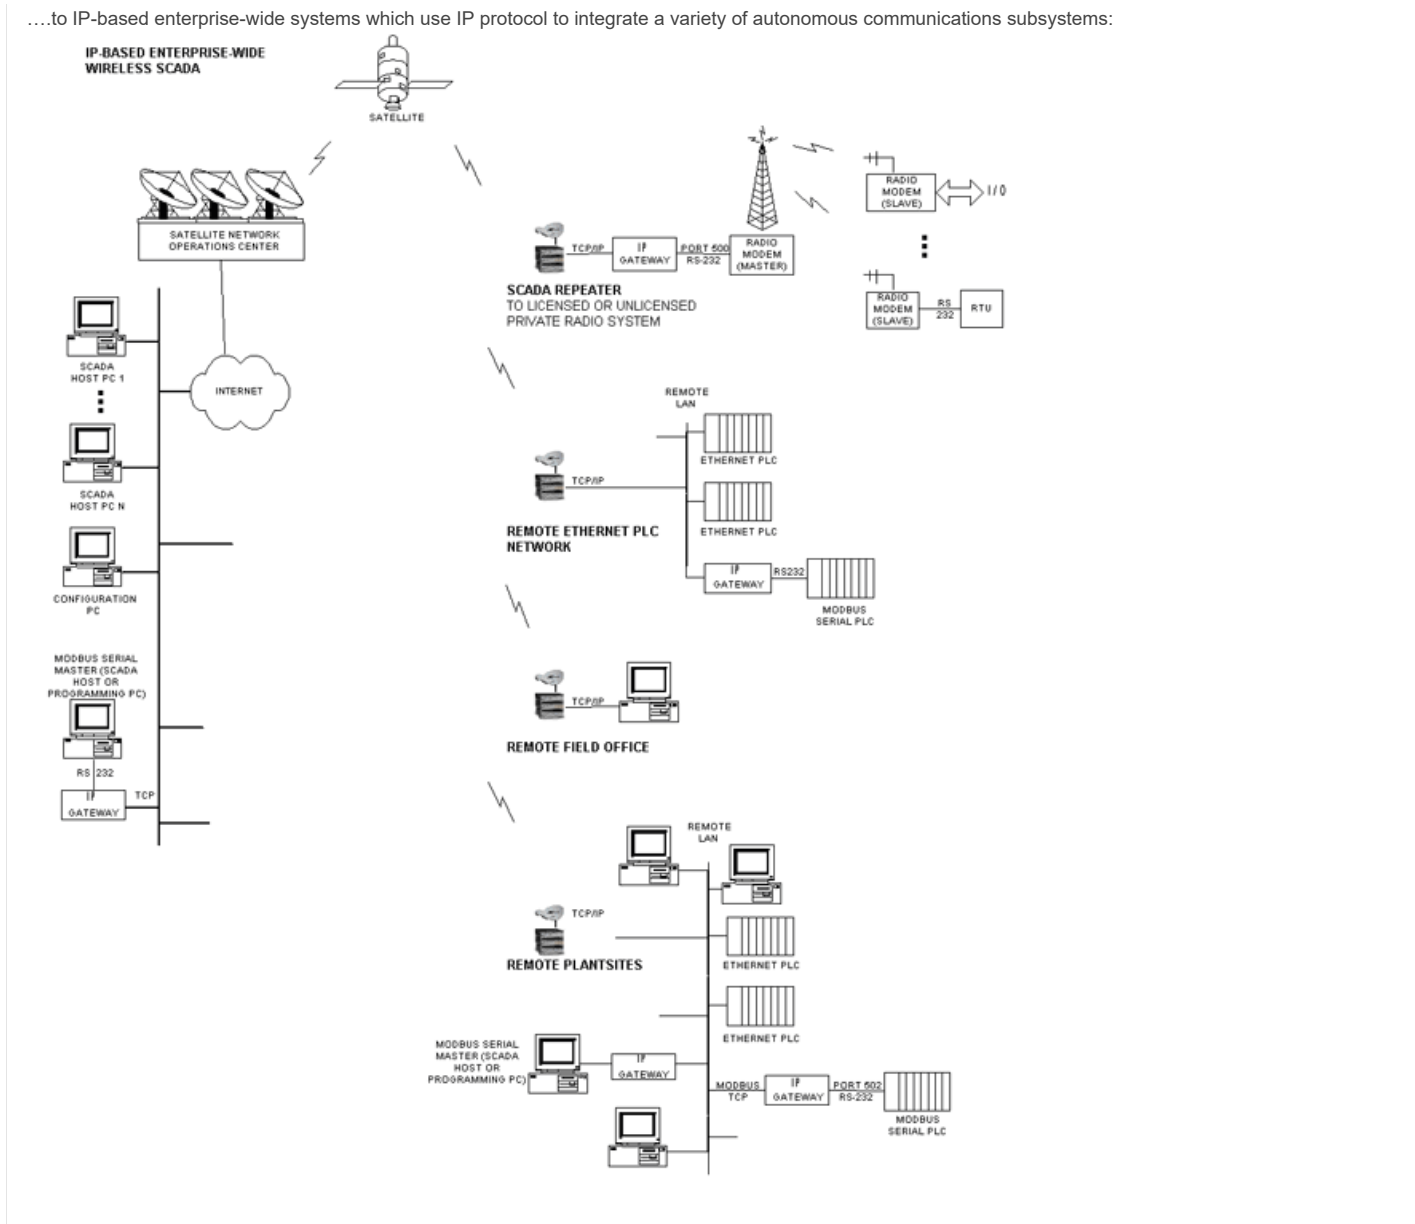 ….to IP-based enterprise-wide systems which use IP protocol to integrate a variety of autonomous communications subsystems:
IP-BASED ENTERPRISE-WIDE
WIRELESS SCADA
SATELLITE
SATELLITE NETWORK
OPERATIONS CENTER
SCADA
HOST PC 1
INTERNET
SCADA
HOST PC N
CONFIGURATION
PC
MODBUS SERIAL
MASTER (SCADA
HOST OR
PROGRAMMING PC)
RS 232
IP
GATEWAY
TCP
TCP/IP
IP
GATEWAY
PORT 500
RS-232
RADIO
MODEM
(MASTER)
RADIO
MODEM
(SLAVE)
I/O
RADIO
MODEM
(SLAVE)
RS
232
RTU
SCADA REPEATER
TO LICENSED OR UNLICENSED
PRIVATE RADIO SYSTEM
REMOTE
LAN
ETHERNET PLC
TCP/IP
ETHERNET PLC
REMOTE ETHERNET PLC
NETWORK
IP
GATEWAY
RS232
MODBUS
SERIAL PLC
TCP/IP
REMOTE FIELD OFFICE
REMOTE
LAN
TCP/IP
REMOTE PLANTSITES
ETHERNET PLC
ETHERNET PLC
MODBUS SERIAL
MASTER (SCADA
HOST OR
PROGRAMMING PC)
IP
GATEWAY
MODBUS
TCP
IP
GATEWAY
PORT 502
RS-232
MODBUS
SERIAL PLC